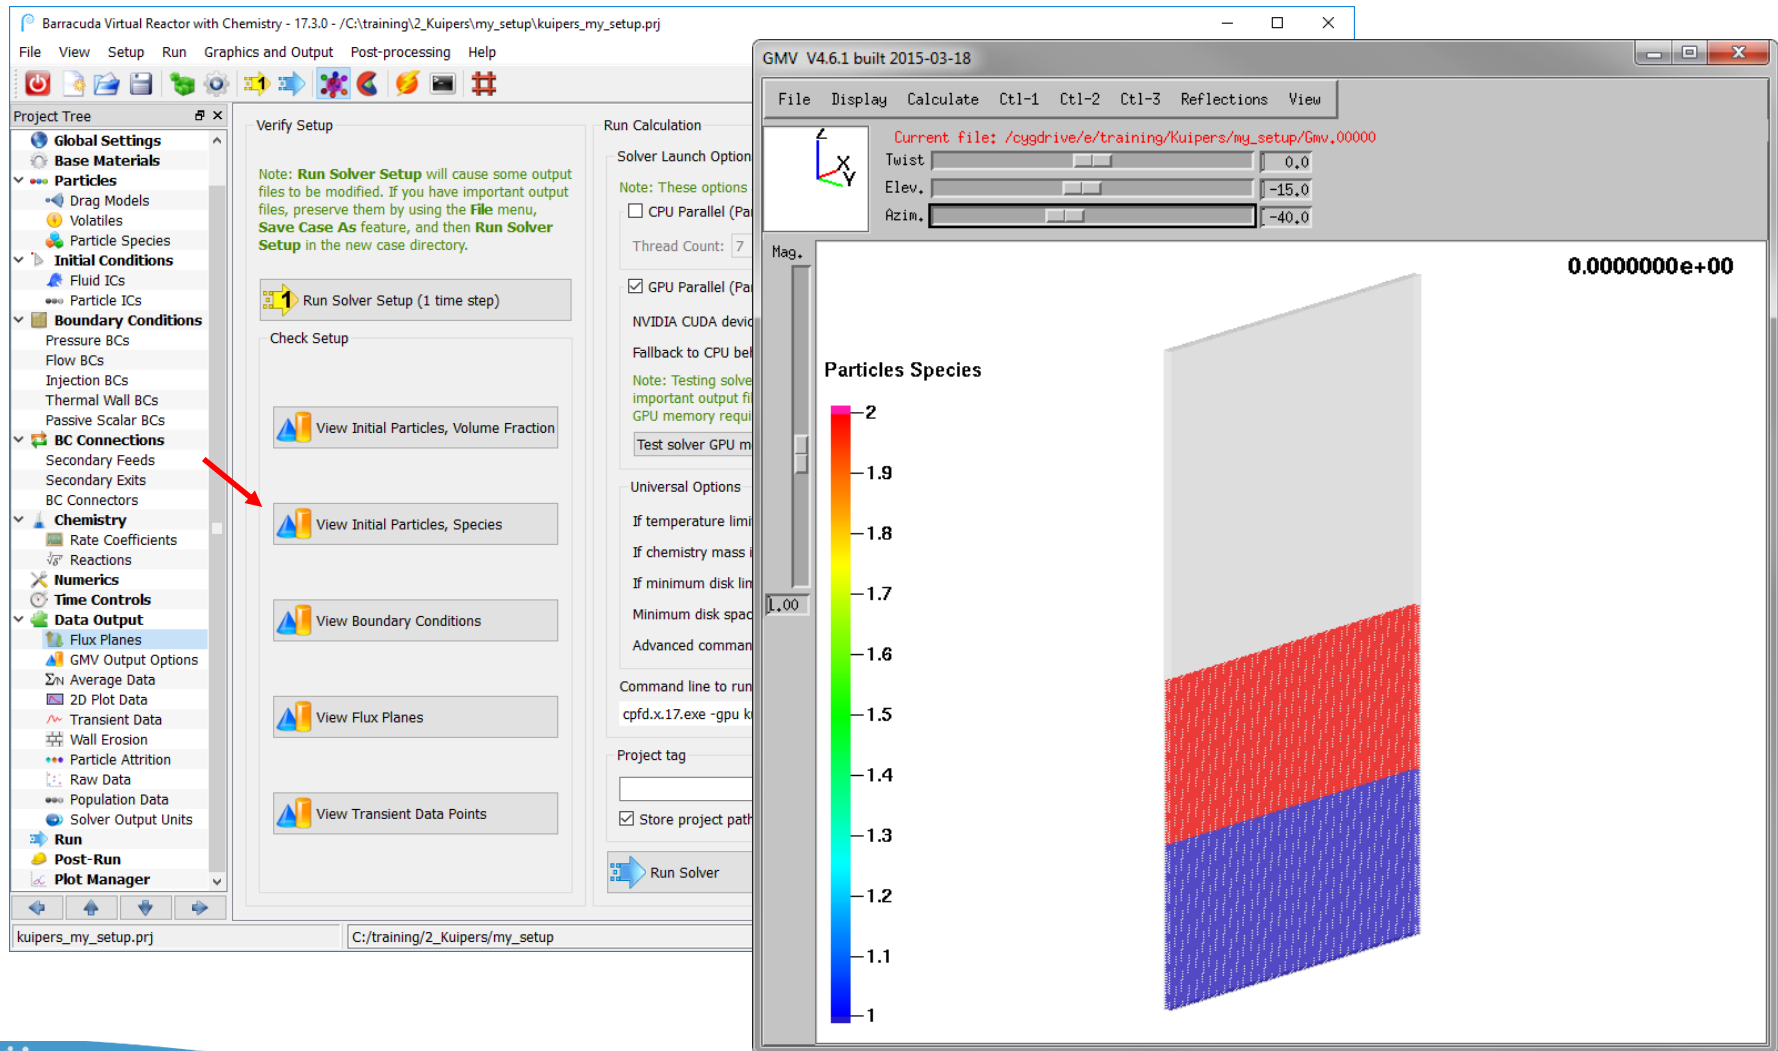 Barracuda Virtual Reactor with Chemistry - 17.3.0 - /C:\training\2_Kuipers\my_setup\kuipers_my_setup.prj
File View Setup Run Graphics and Output Post-processing Help
Project Tree
Global Settings
Base Materials
Particles
Drag Models
Volatiles
Particle Species
Initial Conditions
Fluid ICs
Particle ICs
Boundary Conditions
Pressure BCs
Flow BCs
Injection BCs
Thermal Wall BCs
Passive Scalar BCs
BC Connections
Secondary Feeds
Secondary Exits
BC Connectors
Chemistry
Rate Coefficients
Reactions
Numerics
Time Controls
Data Output
Flux Planes
GMV Output Options
Average Data
2D Plot Data
Transient Data
Wall Erosion
Particle Attrition
Raw Data
Population Data
Solver Output Units
Run
Post-Run
Plot Manager
kuipers_my_setup.prj
C:/training/2_Kuipers/my_setup
Verify Setup
Note: Run Solver Setup will cause some output
files to be modified. If you have important output
files, preserve them by using the File menu,
Save Case As feature, and then Run Solver
Setup in the new case directory.
1 Run Solver Setup (1 time step)
Check Setup
View Initial Particles, Volume Fraction
View Initial Particles, Species
View Boundary Conditions
View Flux Planes
View Transient Data Points
Run Calculation
Solver Launch Option
Note: These options
CPU Parallel (Pa
Thread Count: 7
GPU Parallel (Pa
NVIDIA CUDA devic
Fallback to CPU be
Note: Testing solve
important output fi
GPU memory requi
Test solver GPU m
Universal Options
If temperature limi
If chemistry mass i
If minimum disk lin
Minimum disk spac
Advanced comman
Command line to run
cpfd.x.17.exe -gpu k
Project tag
Store project path
Run Solver
GMV V4.6.1 built 2015-03-18
File Display Calculate Ctl-1 Ctl-2 Ctl-3 Reflections View
Z
X
Y
Current file: /cygdrive/e/training/Kuipers/my_setup/Gmv.00000
Twist 0.0
Elev. -15.0
Azim. -40.0
Mag.
1.00
0.0000000e+00
Particles Species
2
1.9
1.8
1.7
1.6
1.5
1.4
1.3
1.2
1.1
1